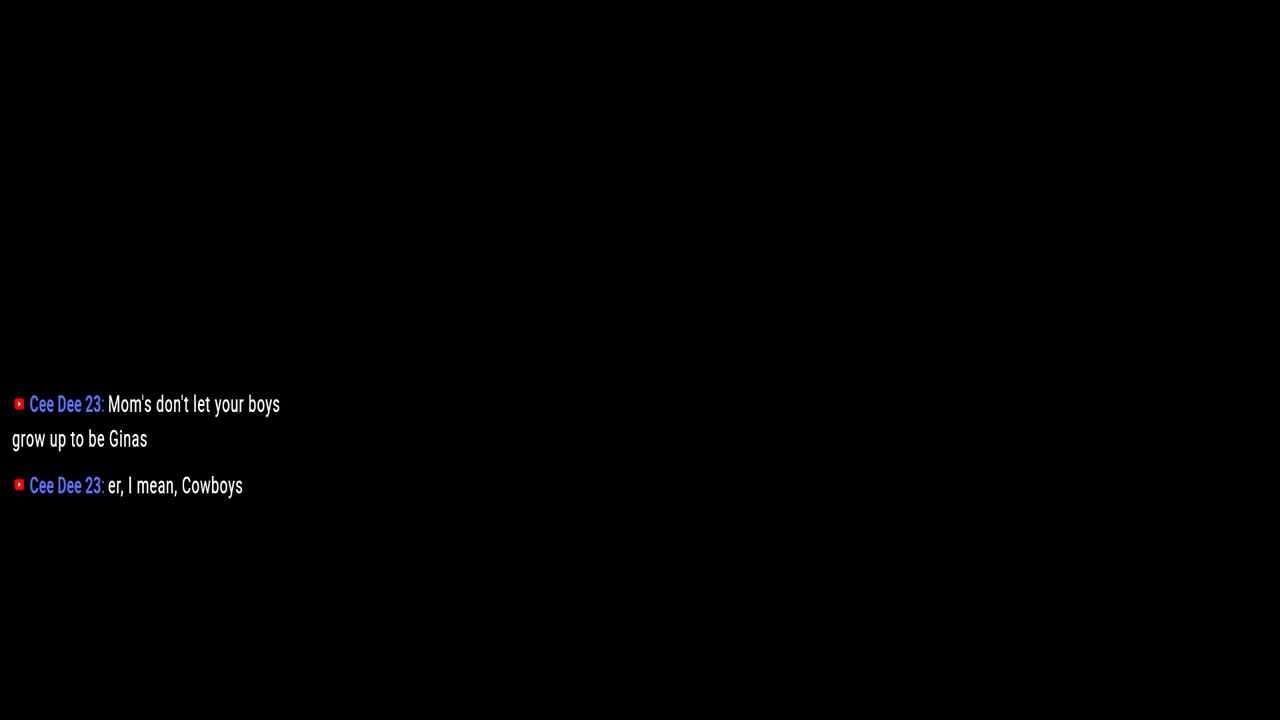 Cee Dee 23: Mom's don't let your boys
grow up to be Ginas
Cee Dee 23: er, I mean, Cowboys